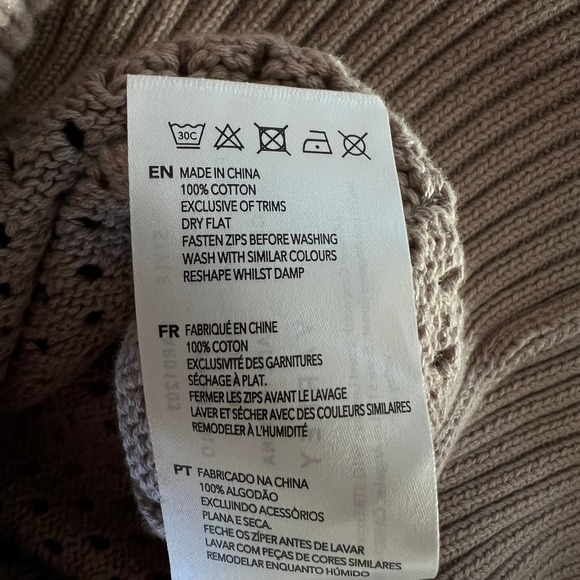 30C
EN MADE IN CHINA
100% COTTON
EXCLUSIVE OF TRIMS
DRY FLAT
FASTEN ZIPS BEFORE WASHING
WASH WITH SIMILAR COLOURS
RESHAPE WHILST DAMP
FR FABRIQUÉ EN CHINE
100% COTON
EXCLUSIVITÉ DES GARNITURES
SÉCHAGE À PLAT.
FERMER LES ZIPS AVANT LE LAVAGE
LAVER ET SÉCHER AVEC DES COULEURS SIMILAIRES
REMODELER À L'HUMIDITÉ
PT FABRICADO NA CHINA
100% ALGODÃO
EXCLUINDO ACESSÒRIOS
PLANA E SECA.
FECHE OS ZÍPER ANTES DE LAVAR
LAVAR COM PEÇAS DE CORES SIMILARES
REMODELAR ENQUANTO HÚMIDO